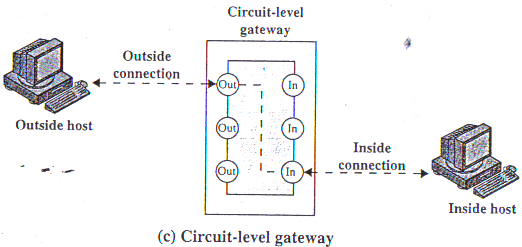 Circuit-level
gateway
Outside
connection
Out
In
Outside host
Out
In
Inside
connection
Out
In
Inside host
(c) Circuit-level gateway